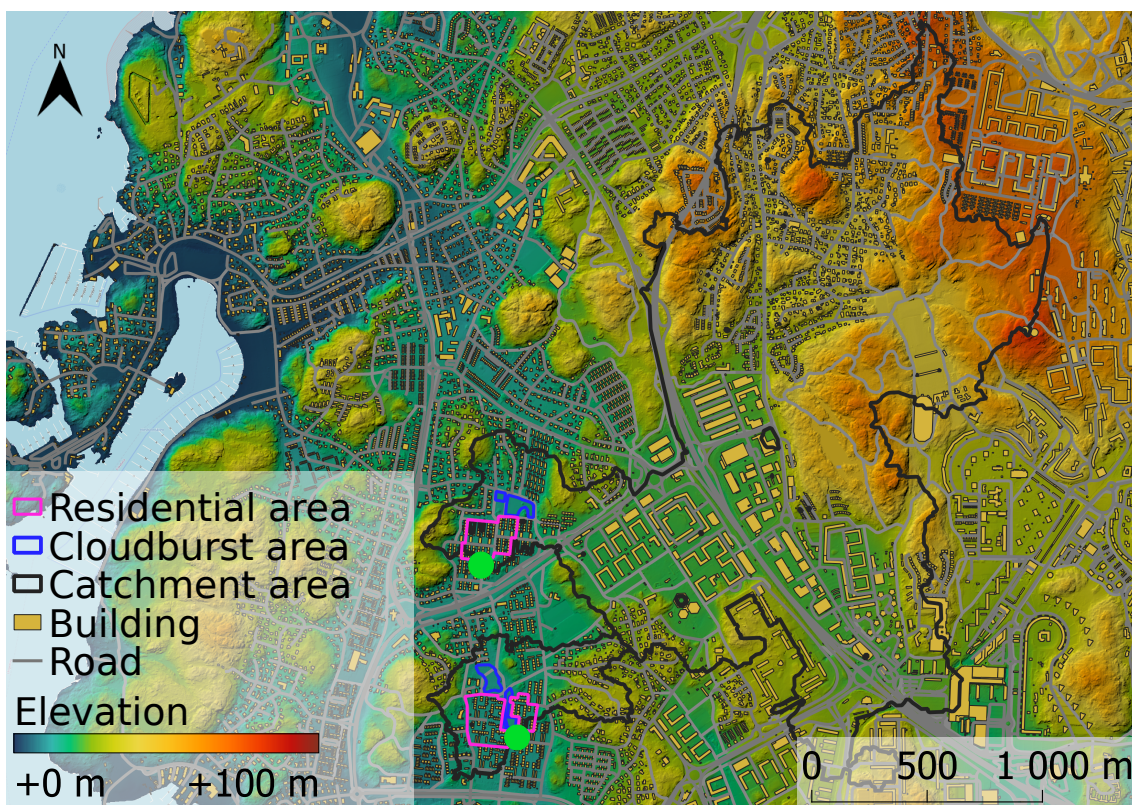 N
Residential area
Cloudburst area
Catchment area
Building
Road
Elevation
+0 m +100 m
0 500 1 000 m